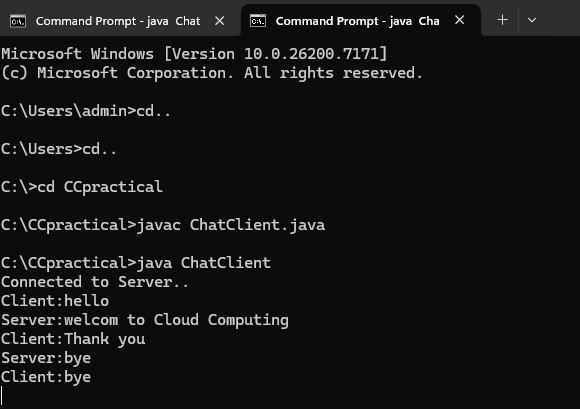 Command Prompt - java Chat
Command Prompt - java Cha
Microsoft Windows [Version 10.0.26200.7171]
(c) Microsoft Corporation. All rights reserved.
C:\Users\admin>cd..
C:\Users>cd..
C:\>cd CCpractical
C:\CCpractical>javac ChatClient.java
C:\CCpractical>java ChatClient
Connected to Server..
Client:hello
Server:welcom to Cloud Computing
Client:Thank you
Server:bye
Client:bye